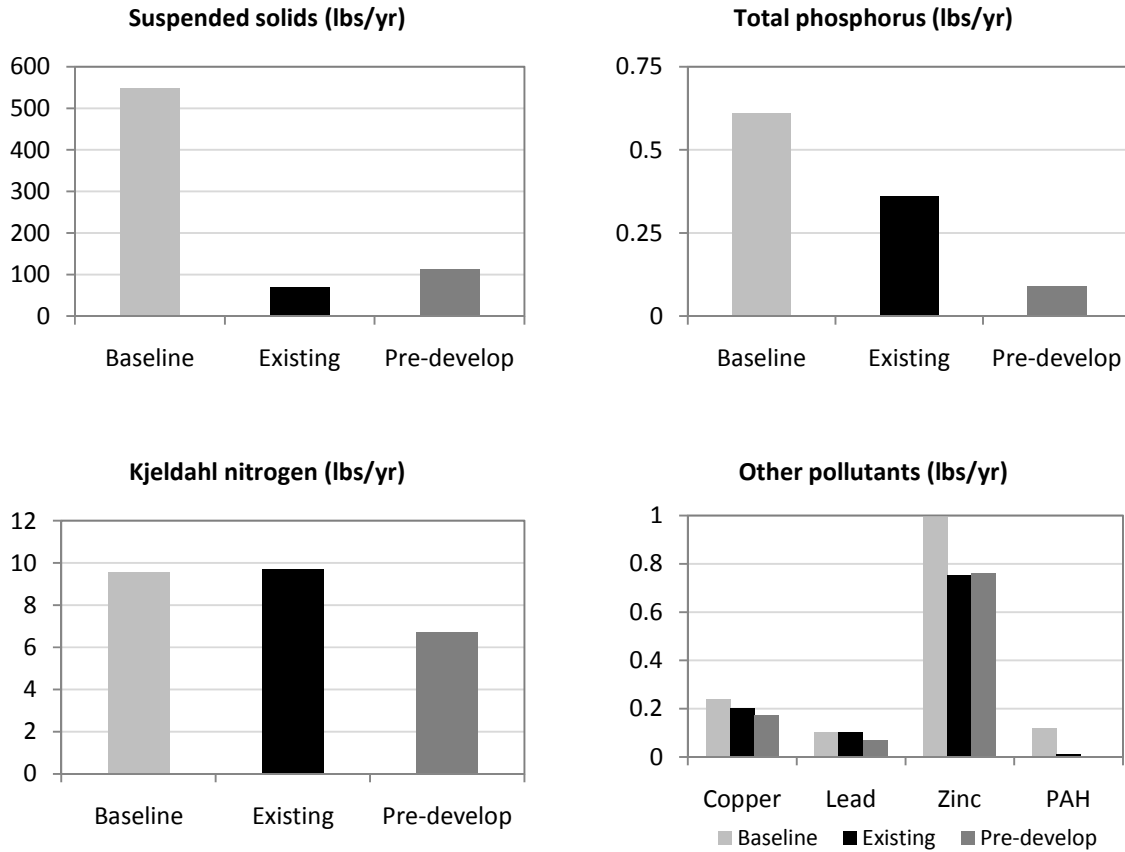 Suspended solids (lbs/yr)
600
500
400
300
200
100
0
Baseline Existing Pre-develop
Total phosphorus (lbs/yr)
0.75
0.5
0.25
0
Baseline Existing Pre-develop
Kjeldahl nitrogen (lbs/yr)
12
10
8
6
4
2
0
Baseline Existing Pre-develop
Other pollutants (lbs/yr)
1
0.8
0.6
0.4
0.2
0
Copper Lead Zinc PAH
Baseline Existing Pre-develop